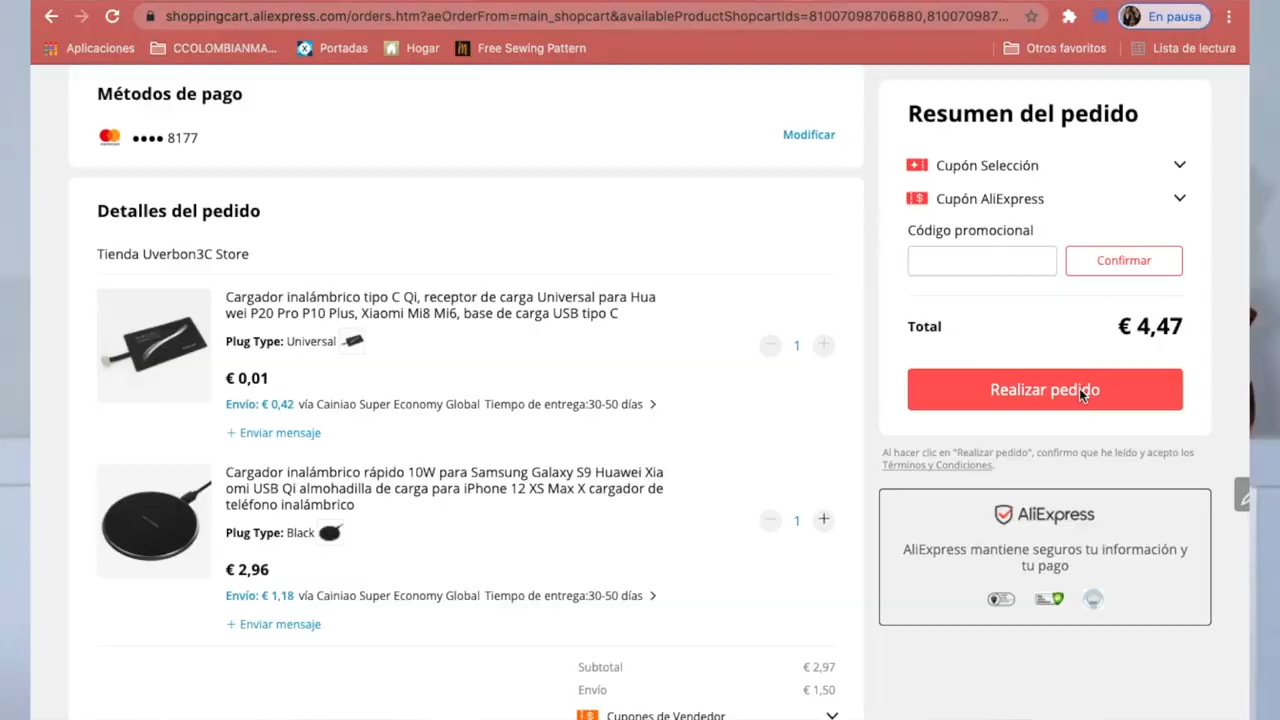 shoppingcart.aliexpress.com/orders.htm?aeOrderFrom=main_shopcart&availableProductShopcartIds=81007098706880,810070987...
En pausa
Aplicaciones
CCOLOMBIANMA...
Portadas
Hogar
Free Sewing Pattern
Otros favoritos
Lista de lectura
Métodos de pago
•••• 8177
Modificar
Detalles del pedido
Tienda Uverbon3C Store
Cargador inalámbrico tipo C Qi, receptor de carga Universal para Hua
wei P20 Pro P10 Plus, Xiaomi Mi8 Mi6, base de carga USB tipo C
Plug Type: Universal
1
€ 0,01
Envío: € 0,42 vía Cainiao Super Economy Global Tiempo de entrega:30-50 días
+ Enviar mensaje
Cargador inalámbrico rápido 10W para Samsung Galaxy S9 Huawei Xia
omi USB Qi almohadilla de carga para iPhone 12 XS Max X cargador de
teléfono inalámbrico
Plug Type: Black
1
€ 2,96
Envío: € 1,18 vía Cainiao Super Economy Global Tiempo de entrega:30-50 días
+ Enviar mensaje
Subtotal € 2,97
Envío € 1,50
Cupones de Vendedor
Resumen del pedido
Cupón Selección
Cupón AliExpress
Código promocional
Confirmar
Total € 4,47
Realizar pedido
Al hacer clic en "Realizar pedido", confirmo que he leído y acepto los
Términos y Condiciones.
AliExpress
AliExpress mantiene seguros tu información y
tu pago